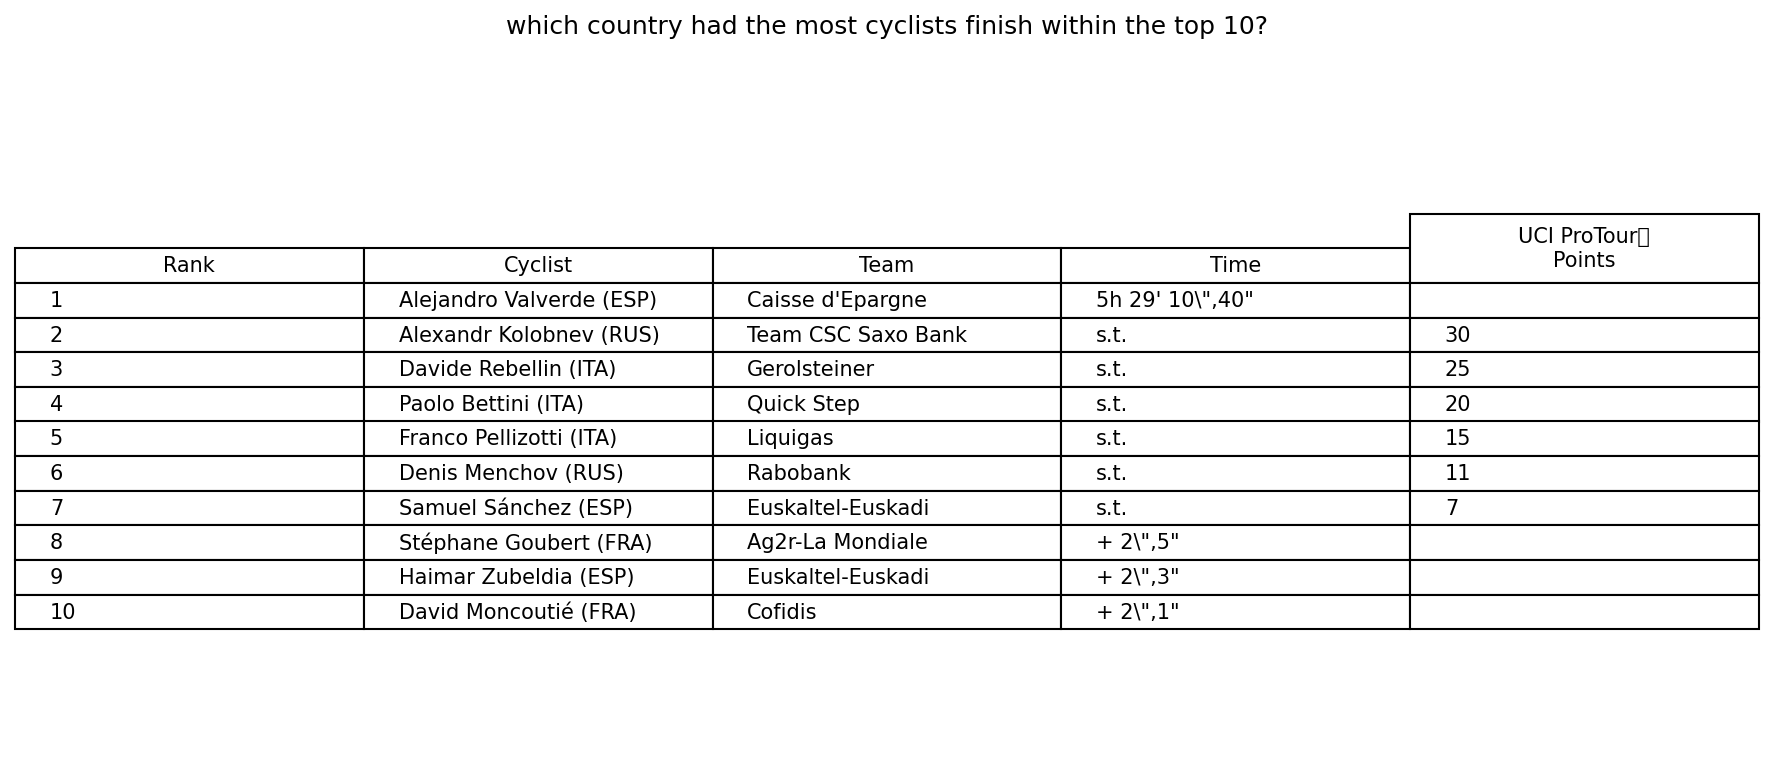 which country had the most cyclists finish within the top 10?
UCI ProTour
Points
Rank Cyclist Team Time
1 Alejandro Valverde (ESP) Caisse d'Epargne 5h 29' 10\",40"
2 Alexandr Kolobnev (RUS) Team CSC Saxo Bank s.t. 30
3 Davide Rebellin (ITA) Gerolsteiner s.t. 25
4 Paolo Bettini (ITA) Quick Step s.t. 20
5 Franco Pellizotti (ITA) Liquigas s.t. 15
6 Denis Menchov (RUS) Rabobank s.t. 11
7 Samuel Sánchez (ESP) Euskaltel-Euskadi s.t. 7
8 Stéphane Goubert (FRA) Ag2r-La Mondiale + 2\",5"
9 Haimar Zubeldia (ESP) Euskaltel-Euskadi + 2\",3"
10 David Moncoutié (FRA) Cofidis + 2\",1"